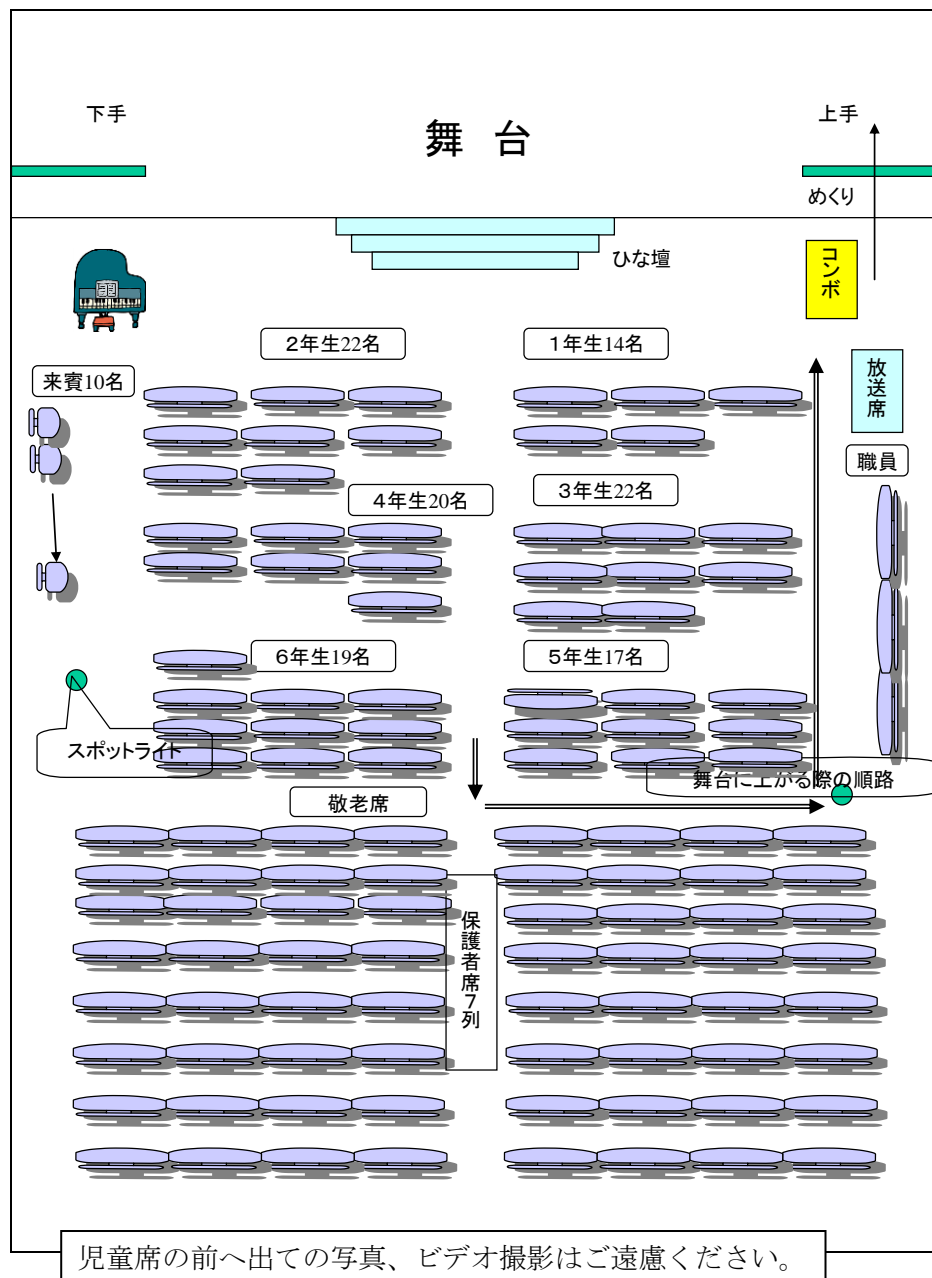 下手
上手
舞 台
めくり
ひな壇
コンボ
2年生22名
1年生14名
来賓10名
放送席
職員
4年生20名
3年生22名
6年生19名
5年生17名
スポットライト
舞台に上がる際の順路
敬老席
保護者席7列
児童席の前へ出ての写真、ビデオ撮影はご遠慮ください。